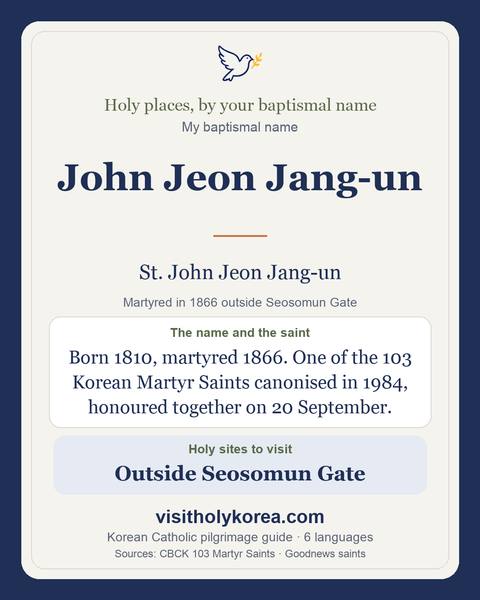 Holy places, by your baptismal name
My baptismal name
John Jeon Jang-un
St. John Jeon Jang-un
Martyred in 1866 outside Seosomun Gate
The name and the saint
Born 1810, martyred 1866. One of the 103
Korean Martyr Saints canonised in 1984,
honoured together on 20 September.
Holy sites to visit
Outside Seosomun Gate
visitholykorea.com
Korean Catholic pilgrimage guide · 6 languages
Sources: CBCK 103 Martyr Saints · Goodnews saints